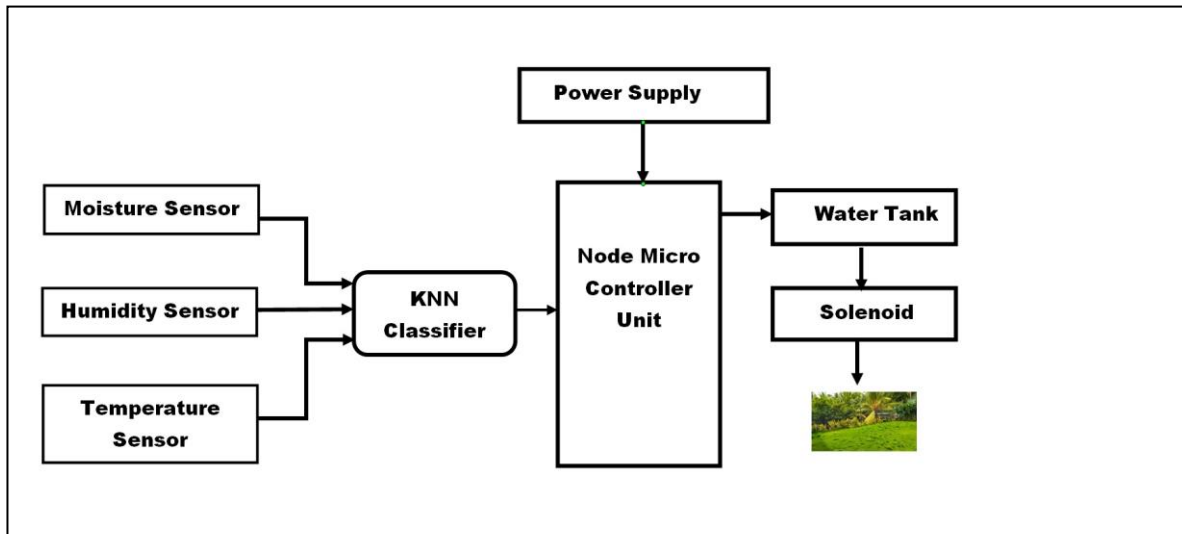 Power Supply
Moisture Sensor
Humidity Sensor
Temperature
Sensor
KNN
Classifier
Node Micro
Controller
Unit
Water Tank
Solenoid